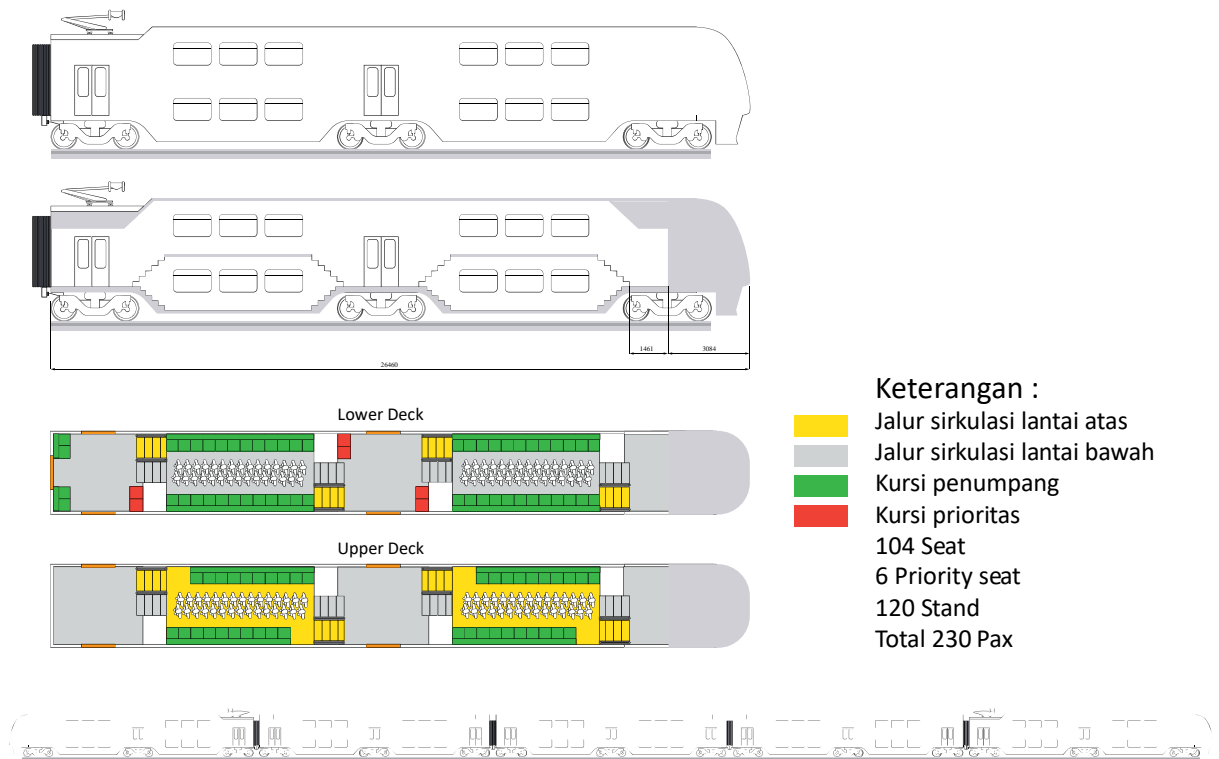 1461
3084
26460
Lower Deck
Upper Deck
Keterangan :
Jalur sirkulasi lantai atas
Jalur sirkulasi lantai bawah
Kursi penumpang
Kursi prioritas
104 Seat
6 Priority seat
120 Stand
Total 230 Pax